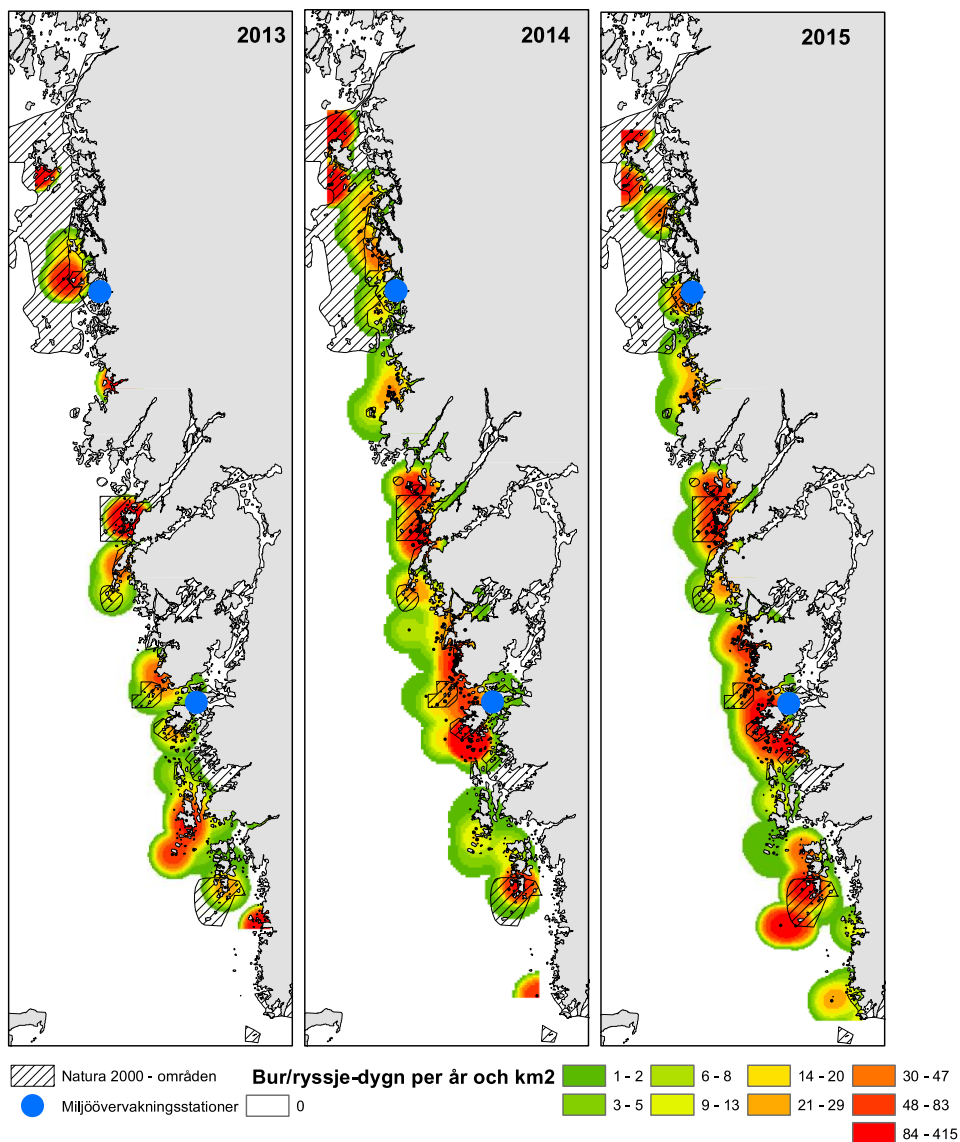 2013
2014
2015
Natura 2000 - områden
Bur/ryssje-dygn per år och km2
1 - 2
6 - 8
14 - 20
30 - 47
Miljöövervakningsstationer
0
3 - 5
9 - 13
21 - 29
48 - 83
84 - 415